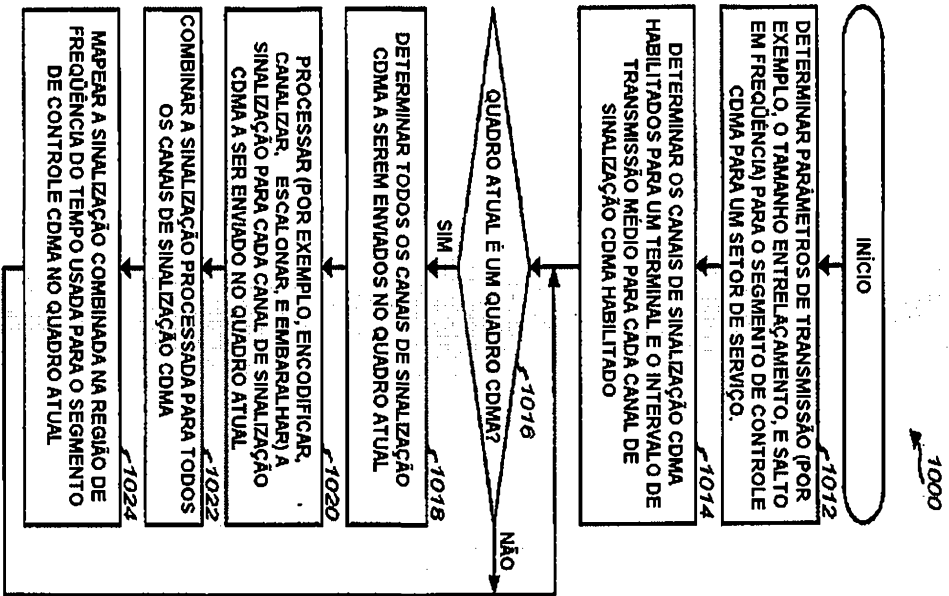 1000
INÍCIO
1012
DETERMINAR PARÂMETROS DE TRANSMISSÃO (POR
EXEMPLO, O TAMANHO ENTRELAÇAMENTO, E SALTO
EM FREQÜÊNCIA) PARA O SEGMENTO DE CONTROLE
CDMA PARA UM SETOR DE SERVIÇO.
1014
DETERMINAR OS CANAIS DE SINALIZAÇÃO CDMA
HABILITADOS PARA UM TERMINAL E O INTERVALO DE
TRANSMISSÃO MÉDIO PARA CADA CANAL DE
SINALIZAÇÃO CDMA HABILITADO
1016
QUADRO ATUAL É UM QUADRO CDMA?
NÃO
SIM
1018
DETERMINAR TODOS OS CANAIS DE SINALIZAÇÃO
CDMA A SEREM ENVIADOS NO QUADRO ATUAL
1020
PROCESSAR (POR EXEMPLO, ENCODIFICAR,
CANALIZAR, ESCALONAR, E EMBARALHAR) A
SINALIZAÇÃO PARA CADA CANAL DE SINALIZAÇÃO
CDMA A SER ENVIADO NO QUADRO ATUAL
1022
COMBINAR A SINALIZAÇÃO PROCESSADA PARA TODOS
OS CANAIS DE SINALIZAÇÃO CDMA
1024
MAPEAR A SINALIZAÇÃO COMBINADA NA REGIÃO DE
FREQÜÊNCIA DO TEMPO USADA PARA O SEGMENTO
DE CONTROLE CDMA NO QUADRO ATUAL